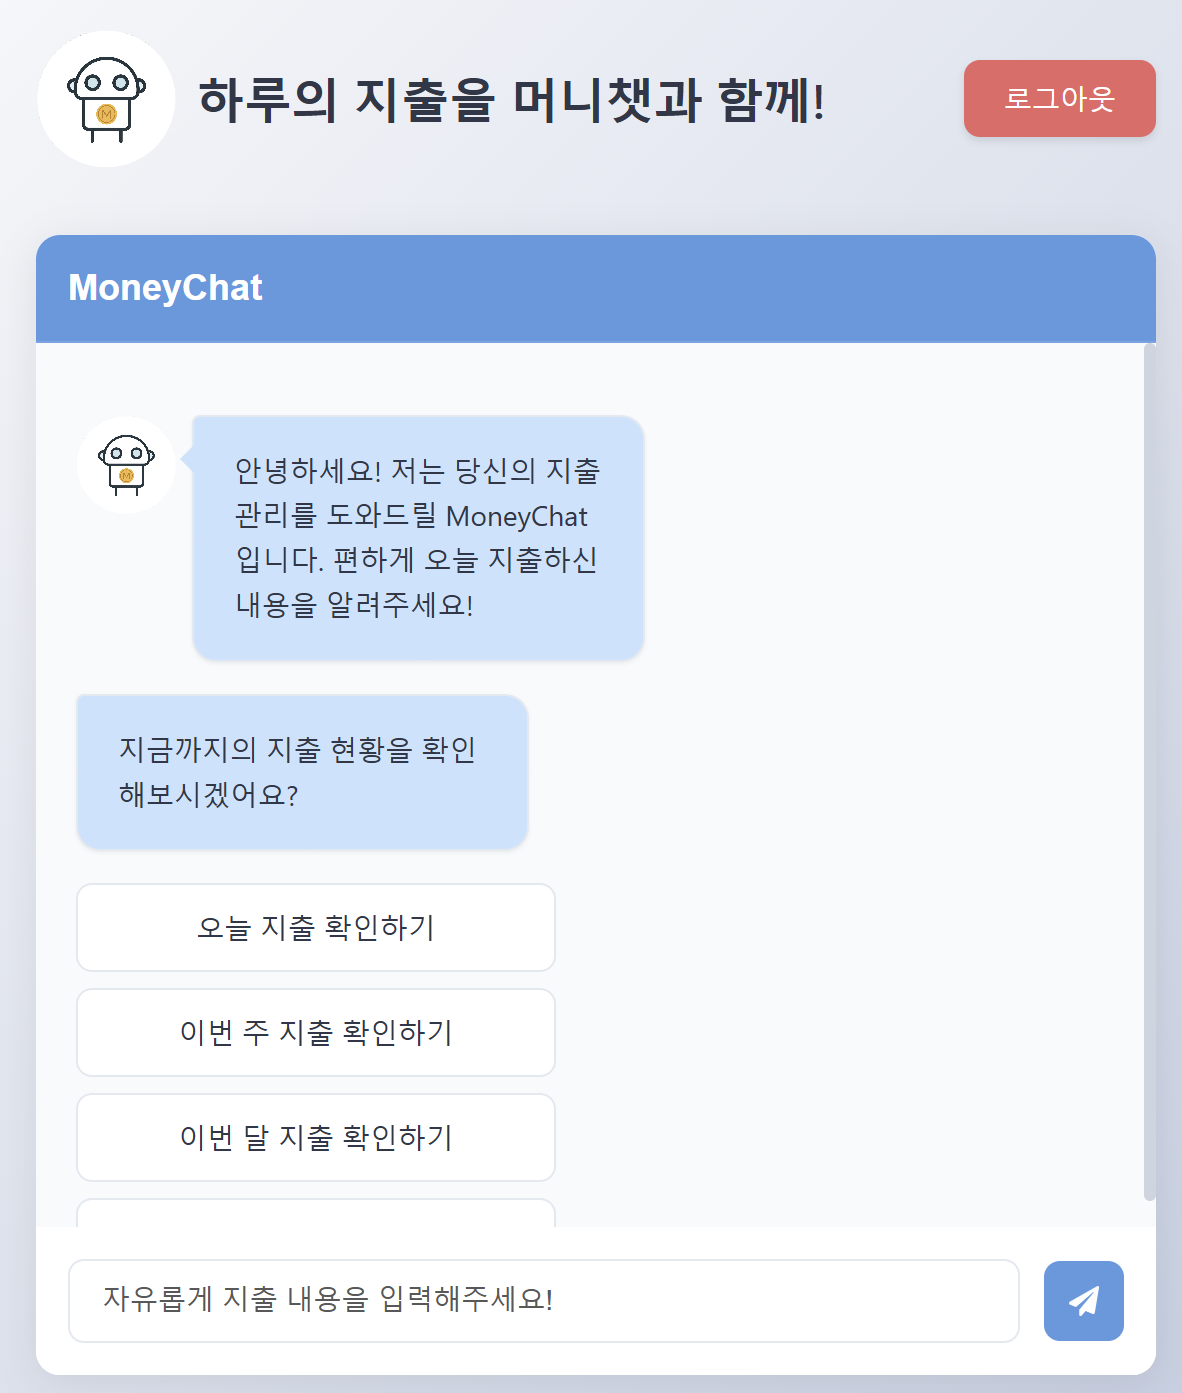 하루의 지출을 머니챗과 함께!
로그아웃
MoneyChat
안녕하세요! 저는 당신의 지출
관리를 도와드릴 MoneyChat
입니다. 편하게 오늘 지출하신
내용을 알려주세요!
지금까지의 지출 현황을 확인
해보시겠어요?
오늘 지출 확인하기
이번 주 지출 확인하기
이번 달 지출 확인하기
자유롭게 지출 내용을 입력해주세요!